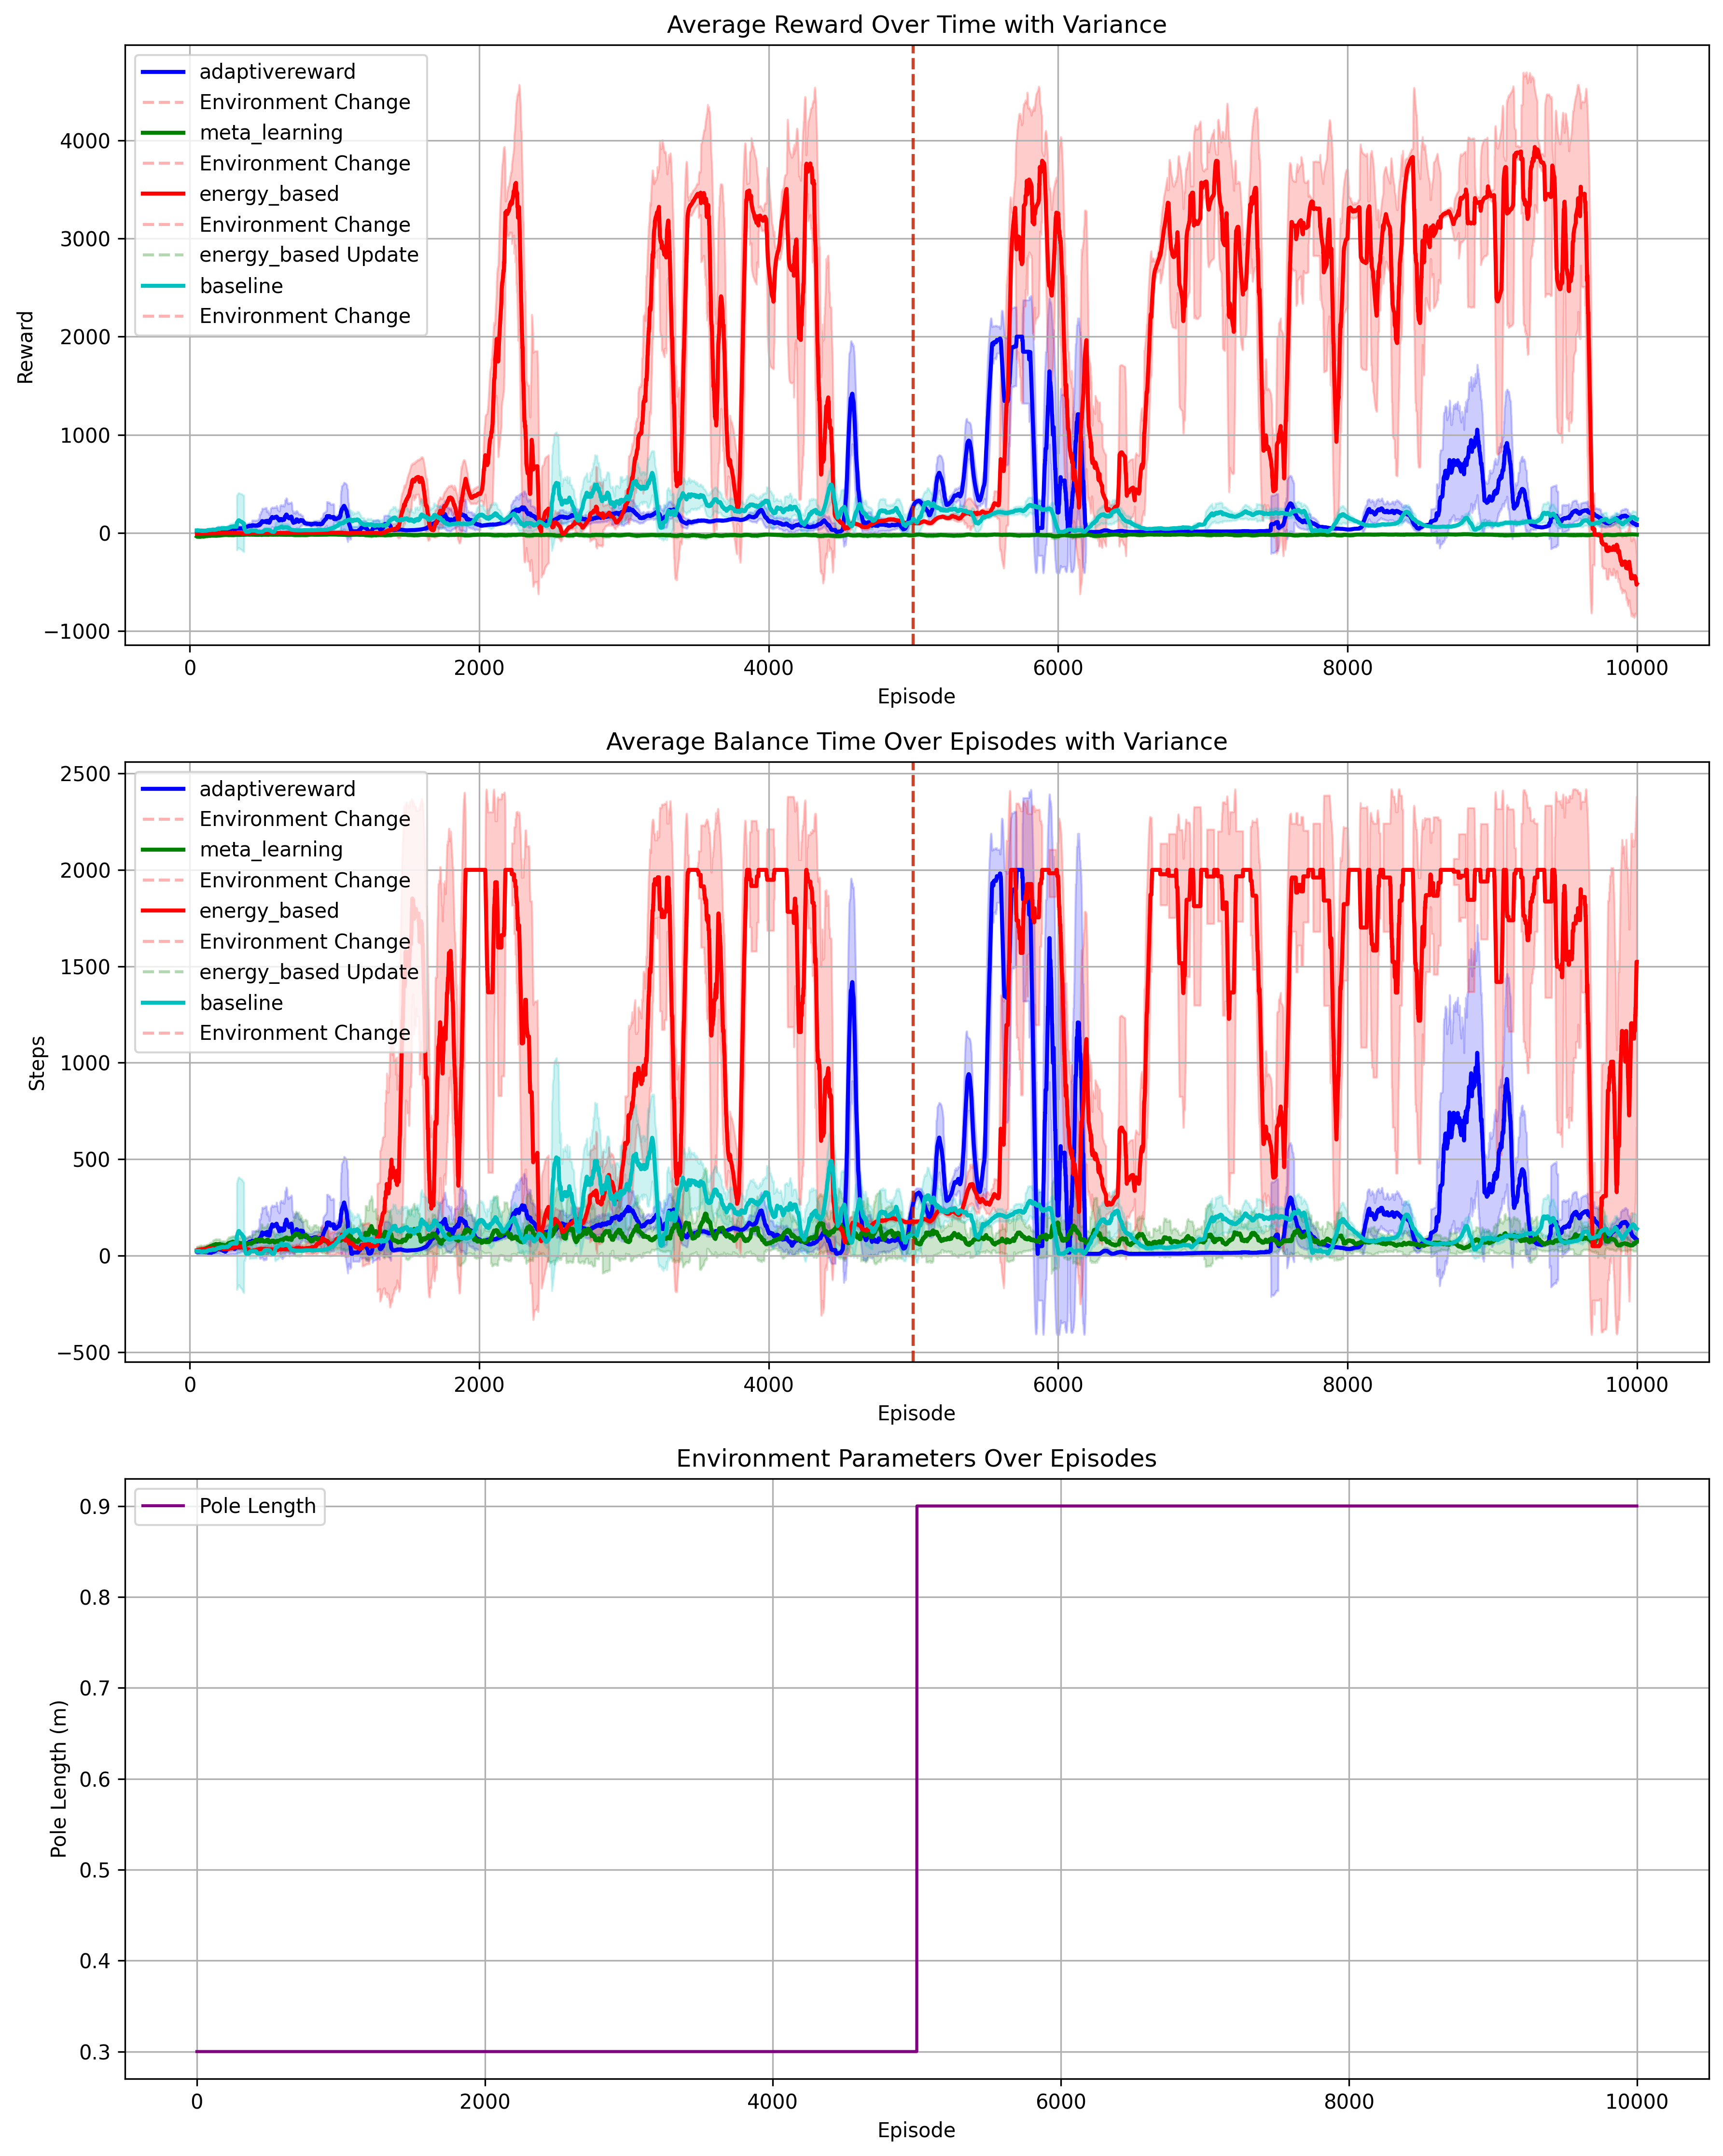 Average Reward Over Time with Variance
adaptivereward
Environment Change
meta_learning
Environment Change
energy_based
Environment Change
energy_based Update
baseline
Environment Change
4000
3000
2000
1000
0
−1000
Reward
0 2000 4000 6000 8000 10000
Episode
Average Balance Time Over Episodes with Variance
adaptivereward
Environment Change
meta_learning
Environment Change
energy_based
Environment Change
energy_based Update
baseline
Environment Change
2500
2000
1500
1000
500
0
−500
Steps
0 2000 4000 6000 8000 10000
Episode
Environment Parameters Over Episodes
Pole Length
0.9
0.8
0.7
0.6
0.5
0.4
0.3
Pole Length (m)
0 2000 4000 6000 8000 10000
Episode